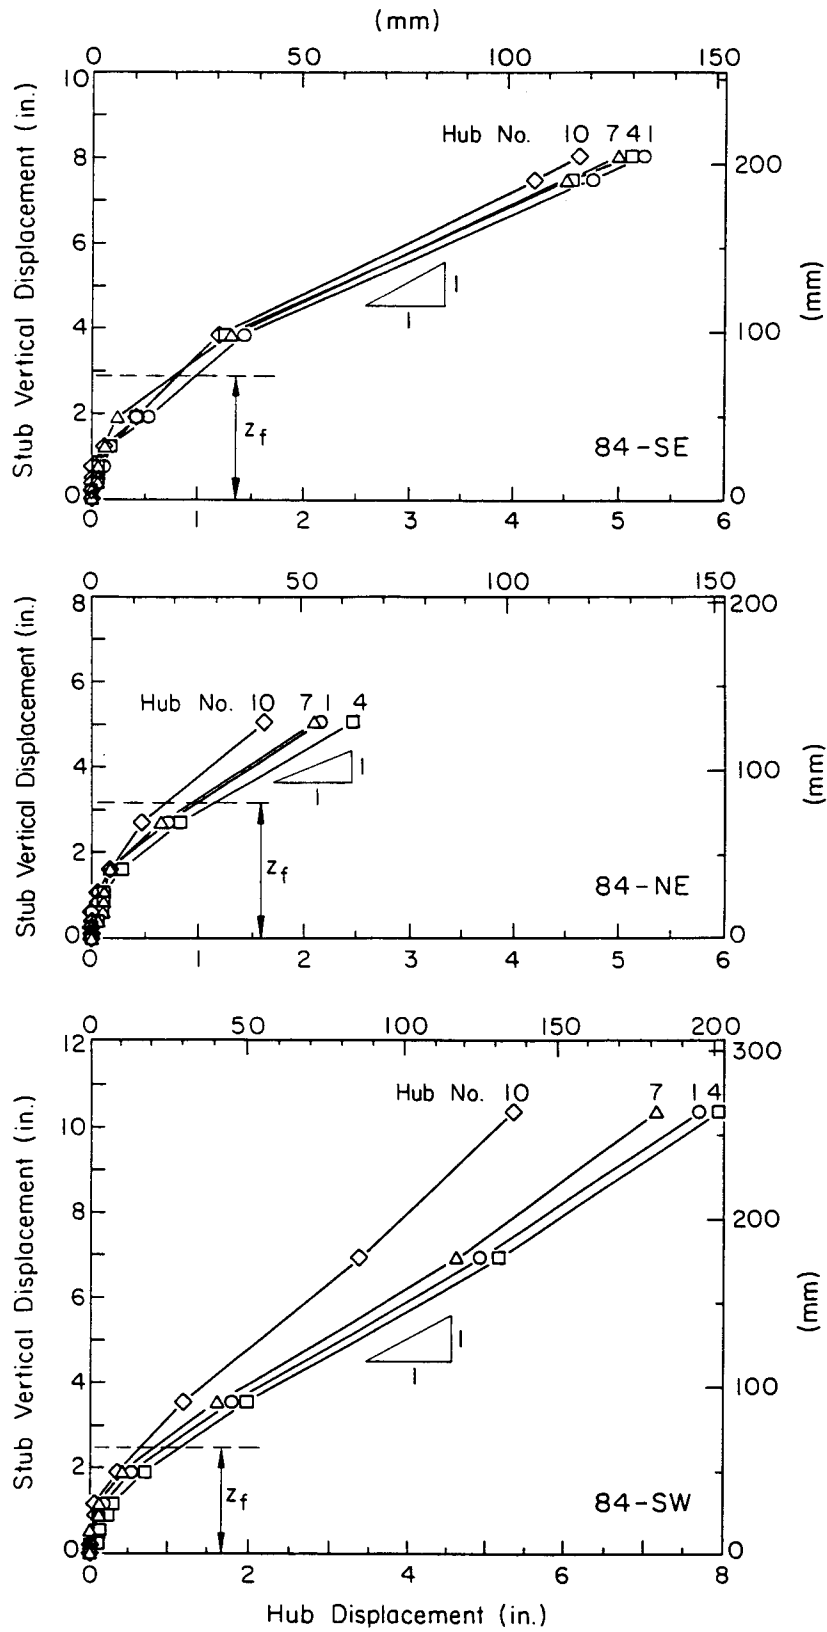 (mm)
0 50 100 150
10
8
6
4
2
0
Stub Vertical Displacement (in.)
Hub No. 10 7 4 1
1
1
z_f
84-SE
200
100
0
(mm)
0 1 2 3 4 5 6
0 50 100 150
8
6
4
2
0
Stub Vertical Displacement (in.)
Hub No. 10 7 1 4
1
1
z_f
84-NE
200
100
0
(mm)
0 1 2 3 4 5 6
0 50 100 150 200
12
10
8
6
4
2
0
Stub Vertical Displacement (in.)
Hub No. 10 7 1 4
1
1
z_f
84-SW
300
200
100
0
(mm)
0 2 4 6 8
Hub Displacement (in.)